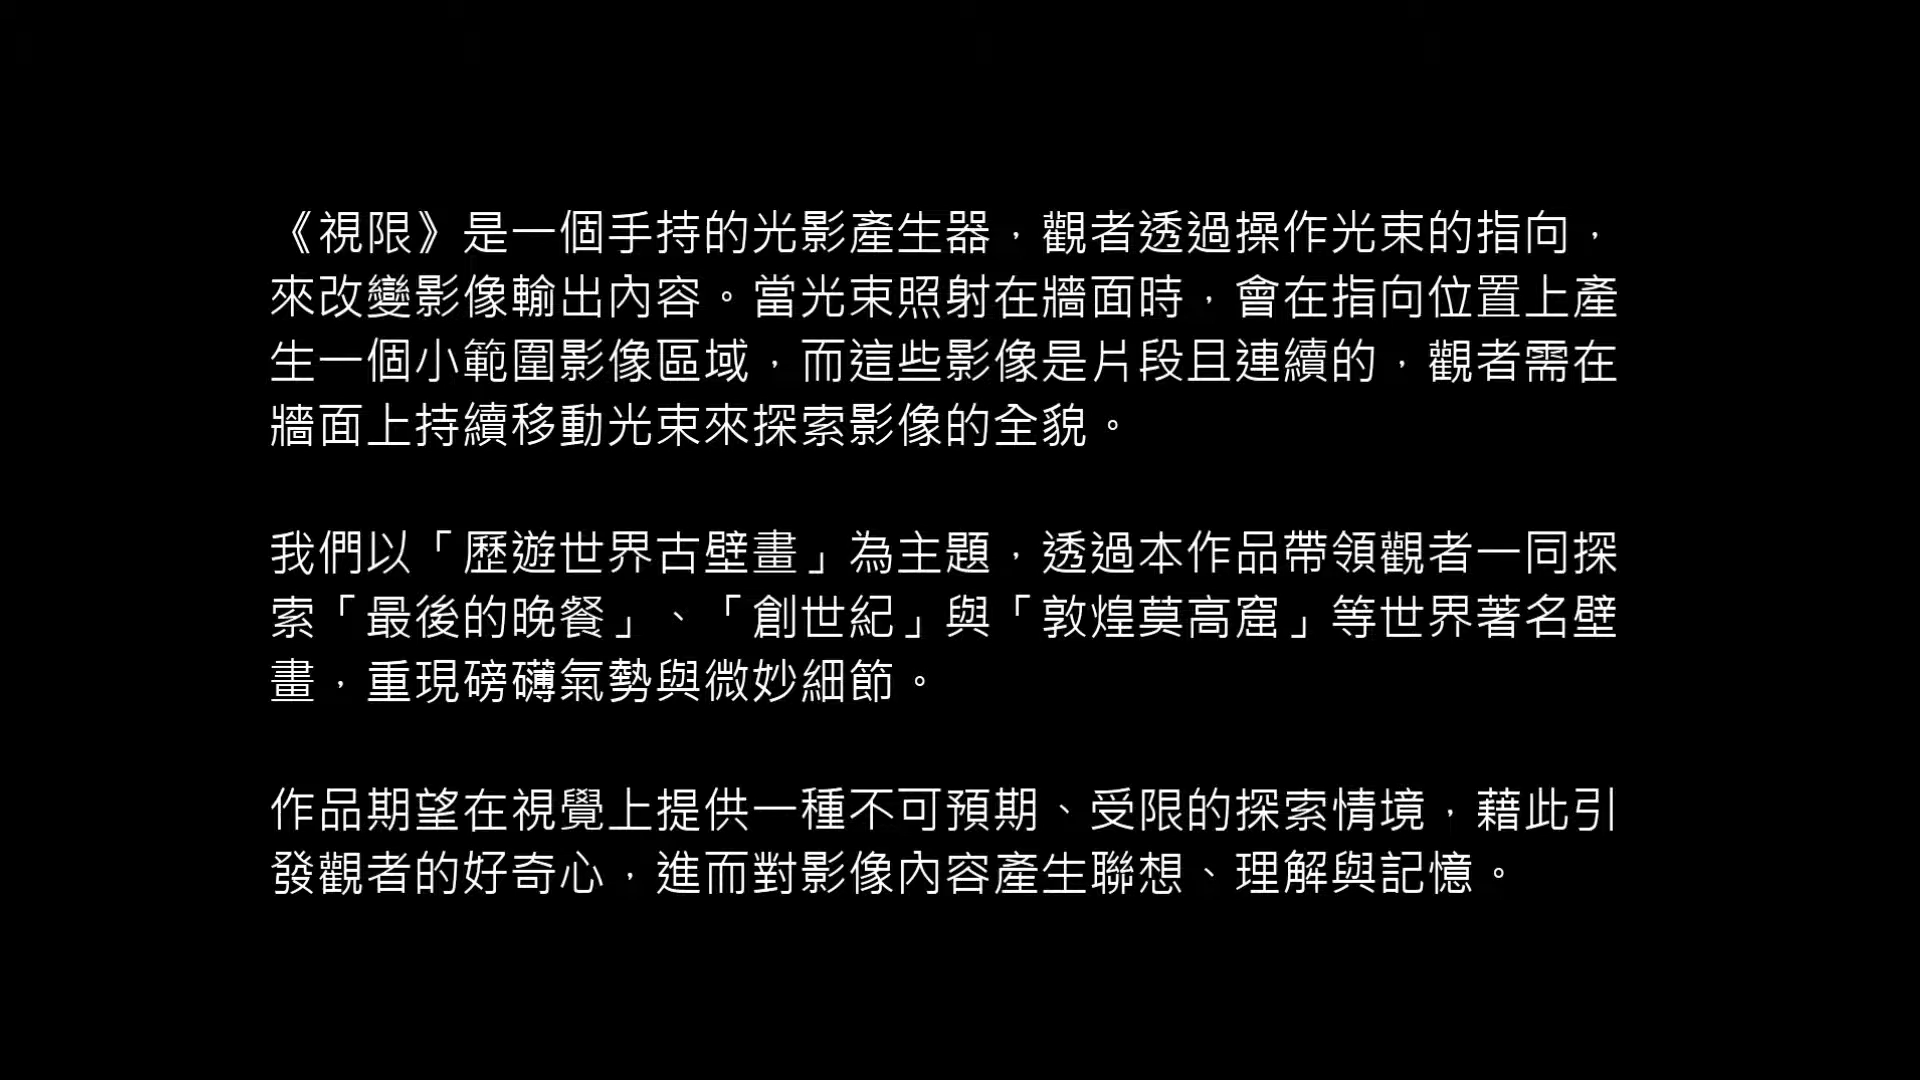 《視限》是一個手持的光影產生器，觀者透過操作光束的指向，
來改變影像輸出內容。當光束照射在牆面時，會在指向位置上產
生一個小範圍影像區域，而這些影像是片段且連續的，觀者需在
牆面上持續移動光束來探索影像的全貌。
我們以「歷遊世界古壁畫」為主題，透過本作品帶領觀者一同探
索「最後的晚餐」、「創世紀」與「敦煌莫高窟」等世界著名壁
畫，重現磅礡氣勢與微妙細節。
作品期望在視覺上提供一種不可預期、受限的探索情境，藉此引
發觀者的好奇心，進而對影像內容產生聯想、理解與記憶。